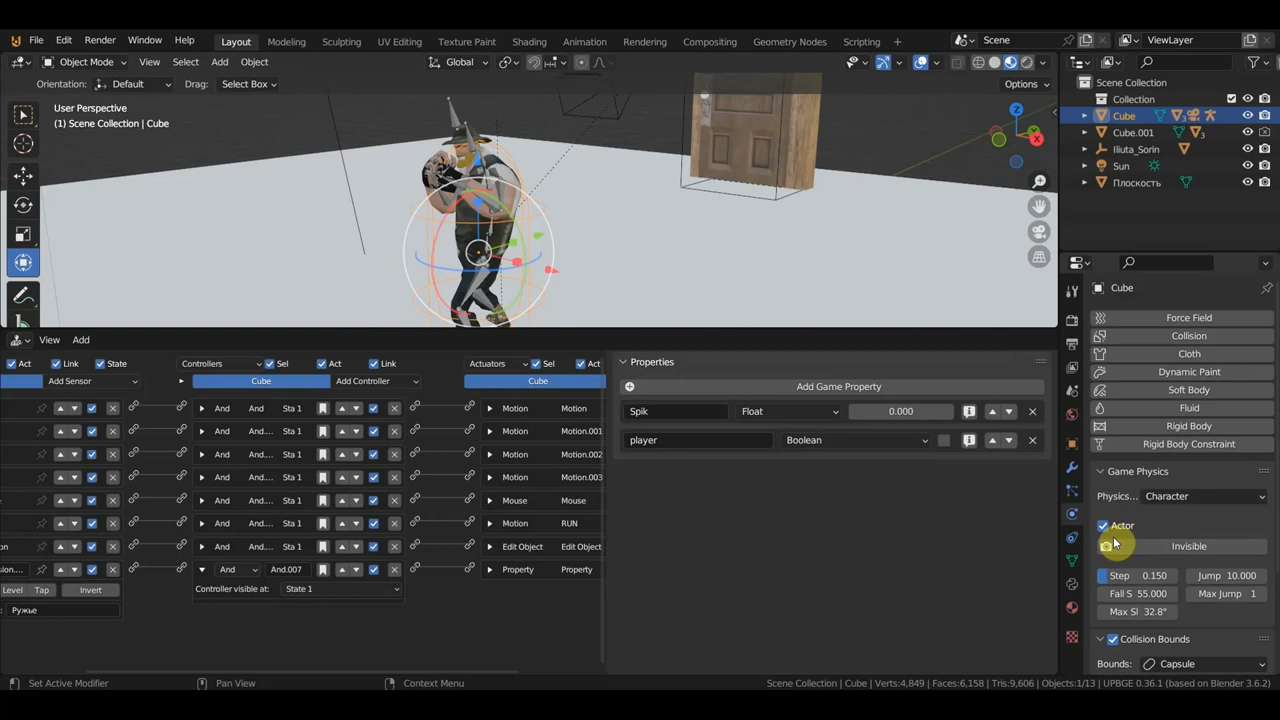 File Edit Render Window Help Layout Modeling Sculpting UV Editing Texture Paint Shading Animation Rendering Compositing Geometry Nodes Scripting + Scene ViewLayer
Object Mode View Select Add Object Global
Orientation: Default Drag: Select Box Options
User Perspective
(1) Scene Collection | Cube
Z
X
Scene Collection
Collection
Cube 3
Cube.001 3
Iliuta_Sorin
Sun
Плоскость
Cube
Force Field
Collision
Cloth
Dynamic Paint
Soft Body
Fluid
Rigid Body
Rigid Body Constraint
Game Physics
Physics... Character
Actor
Invisible
Step 0.150 Jump 10.000
Fall S 55.000 Max Jump 1
Max Sl 32.8°
Collision Bounds
Bounds: Capsule
View Add
Act Link State Controllers Sel Act Link Actuators Sel Act
Add Sensor Cube Add Controller Cube
And And Sta 1 Motion Motion
And And.... Sta 1 Motion Motion.001
And And.... Sta 1 Motion Motion.002
And And.... Sta 1 Motion Motion.003
And And.... Sta 1 Mouse Mouse
And And.... Sta 1 Motion RUN
on And And.... Sta 1 Edit Object Edit Object
sion.... And And.007 Property Property
Level Tap Invert Controller visible at: State 1
: Ружье
Properties
Add Game Property
Spik Float 0.000
player Boolean
Set Active Modifier Pan View Context Menu Scene Collection | Cube | Verts:4,849 | Faces:6,158 | Tris:9,606 | Objects:1/13 | UPBGE 0.36.1 (based on Blender 3.6.2)